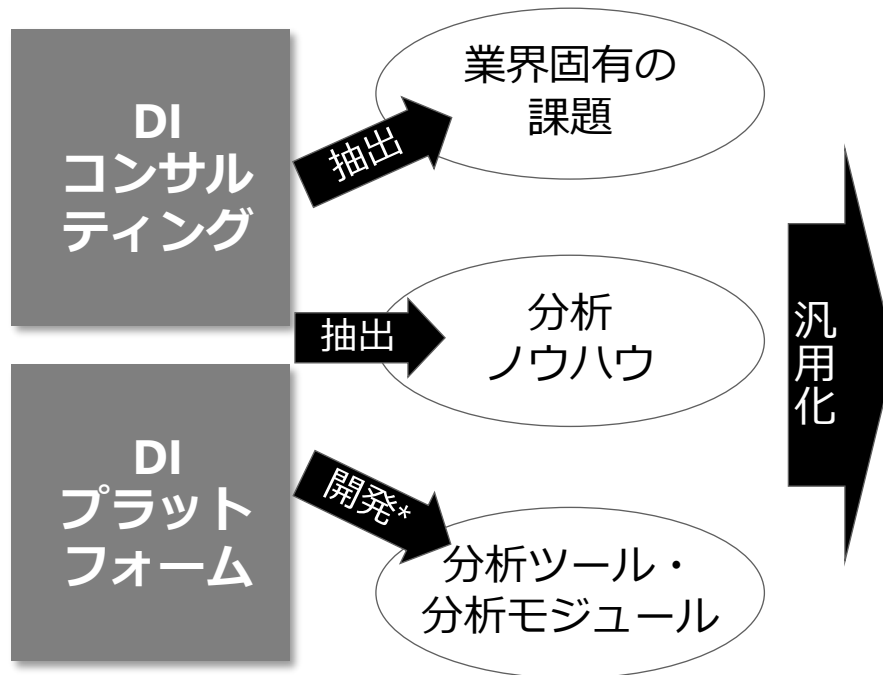 DI
コンサル
ティング
抽出
業界固有の
課題
抽出
分析
ノウハウ
DI
プラット
フォーム
開発*
分析ツール・
分析モジュール
汎用化